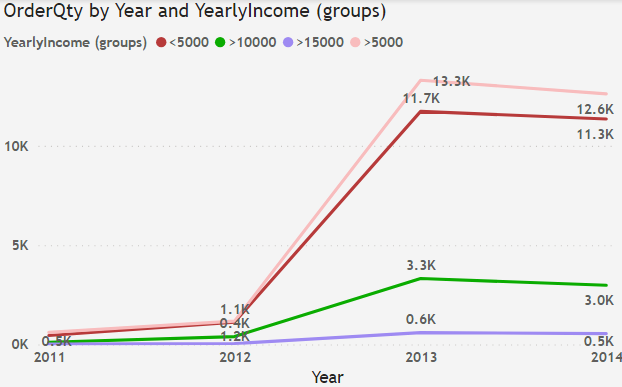 OrderQty by Year and YearlyIncome (groups)
YearlyIncome (groups) <5000 >10000 >15000 >5000
13.3K
11.7K
12.6K
11.3K
10K
5K
3.3K
3.0K
1.1K
0.4K
1.2K
0.6K
0.5K
0.5K
0K
2011 2012 2013 2014
Year